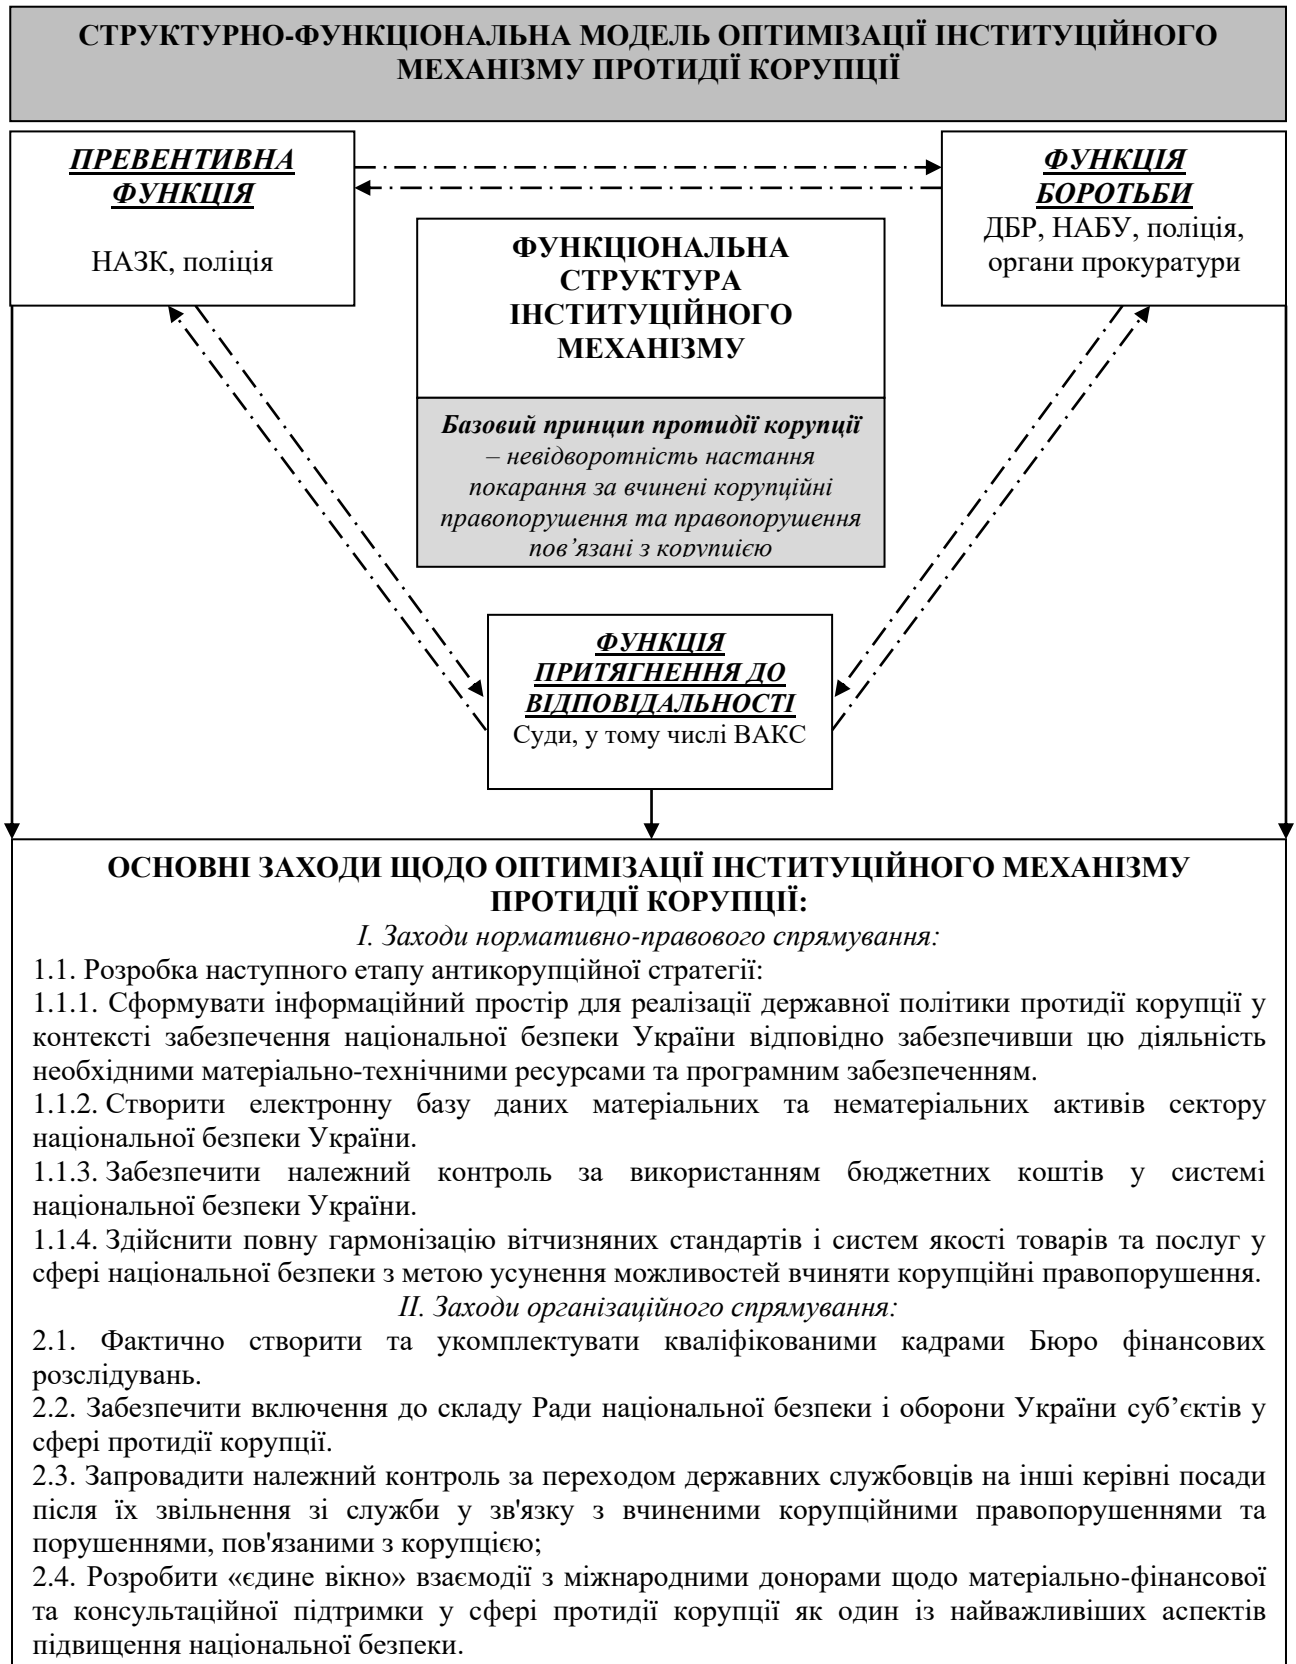 СТРУКТУРНО-ФУНКЦІОНАЛЬНА МОДЕЛЬ ОПТИМІЗАЦІЇ ІНСТИТУЦІЙНОГО
МЕХАНІЗМУ ПРОТИДІЇ КОРУПЦІЇ
ПРЕВЕНТИВНА
ФУНКЦІЯ
НАЗК, поліція
ФУНКЦІЯ
БОРОТЬБИ
ДБР, НАБУ, поліція,
органи прокуратури
ФУНКЦІОНАЛЬНА
СТРУКТУРА
ІНСТИТУЦІЙНОГО
МЕХАНІЗМУ
Базовий принцип протидії корупції
– невідворотність настання
покарання за вчинені корупційні
правопорушення та правопорушення
пов’язані з корупцією
ФУНКЦІЯ
ПРИТЯГНЕННЯ ДО
ВІДПОВІДАЛЬНОСТІ
Суди, у тому числі ВАКС
ОСНОВНІ ЗАХОДИ ЩОДО ОПТИМІЗАЦІЇ ІНСТИТУЦІЙНОГО МЕХАНІЗМУ
ПРОТИДІЇ КОРУПЦІЇ:
І. Заходи нормативно-правового спрямування:
1.1. Розробка наступного етапу антикорупційної стратегії:
1.1.1. Сформувати інформаційний простір для реалізації державної політики протидії корупції у
контексті забезпечення національної безпеки України відповідно забезпечивши цю діяльність
необхідними матеріально-технічними ресурсами та програмним забезпеченням.
1.1.2. Створити електронну базу даних матеріальних та нематеріальних активів сектору
національної безпеки України.
1.1.3. Забезпечити належний контроль за використанням бюджетних коштів у системі
національної безпеки України.
1.1.4. Здійснити повну гармонізацію вітчизняних стандартів і систем якості товарів та послуг у
сфері національної безпеки з метою усунення можливостей вчиняти корупційні правопорушення.
ІІ. Заходи організаційного спрямування:
2.1. Фактично створити та укомплектувати кваліфікованими кадрами Бюро фінансових
розслідувань.
2.2. Забезпечити включення до складу Ради національної безпеки і оборони України суб’єктів у
сфері протидії корупції.
2.3. Запровадити належний контроль за переходом державних службовців на інші керівні посади
після їх звільнення зі служби у зв'язку з вчиненими корупційними правопорушеннями та
порушеннями, пов'язаними з корупцією;
2.4. Розробити «єдине вікно» взаємодії з міжнародними донорами щодо матеріально-фінансової
та консультаційної підтримки у сфері протидії корупції як один із найважливіших аспектів
підвищення національної безпеки.